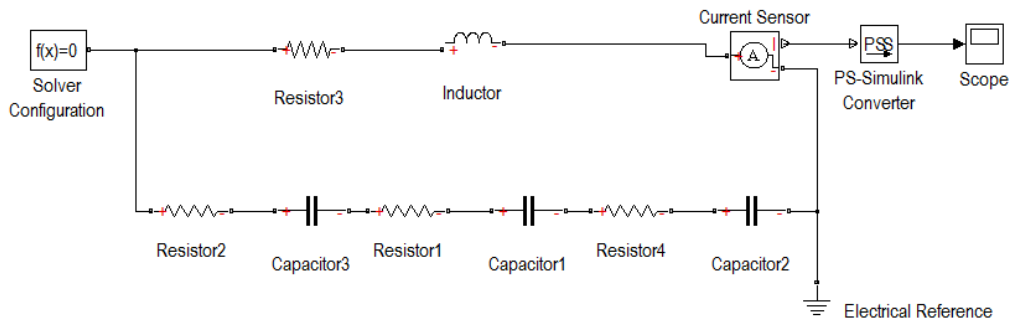 Current Sensor
f(x)=0
A
I
PSS
Solver
Configuration
Resistor3
Inductor
PS-Simulink
Converter
Scope
Resistor2
Capacitor3
Resistor1
Capacitor1
Resistor4
Capacitor2
Electrical Reference